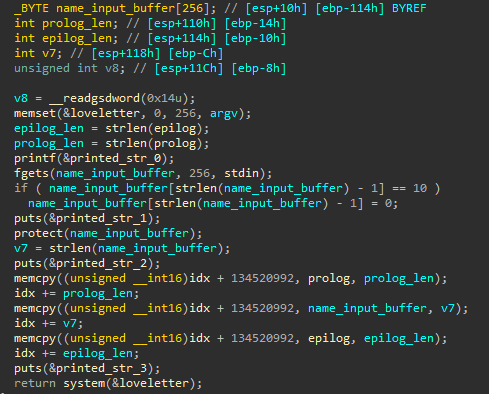 _BYTE name_input_buffer[256]; // [esp+10h] [ebp-114h] BYREF
int prolog_len; // [esp+110h] [ebp-14h]
int epilog_len; // [esp+114h] [ebp-10h]
int v7; // [esp+118h] [ebp-Ch]
unsigned int v8; // [esp+11Ch] [ebp-8h]

v8 = __readgsdword(0x14u);
memset(&loveletter, 0, 256, argv);
epilog_len = strlen(epilog);
prolog_len = strlen(prolog);
printf(&printed_str_0);
fgets(name_input_buffer, 256, stdin);
if ( name_input_buffer[strlen(name_input_buffer) - 1] == 10 )
  name_input_buffer[strlen(name_input_buffer) - 1] = 0;
puts(&printed_str_1);
protect(name_input_buffer);
v7 = strlen(name_input_buffer);
puts(&printed_str_2);
memcpy((unsigned __int16)idx + 134520992, prolog, prolog_len);
idx += prolog_len;
memcpy((unsigned __int16)idx + 134520992, name_input_buffer, v7);
idx += v7;
memcpy((unsigned __int16)idx + 134520992, epilog, epilog_len);
idx += epilog_len;
puts(&printed_str_3);
return system(&loveletter);